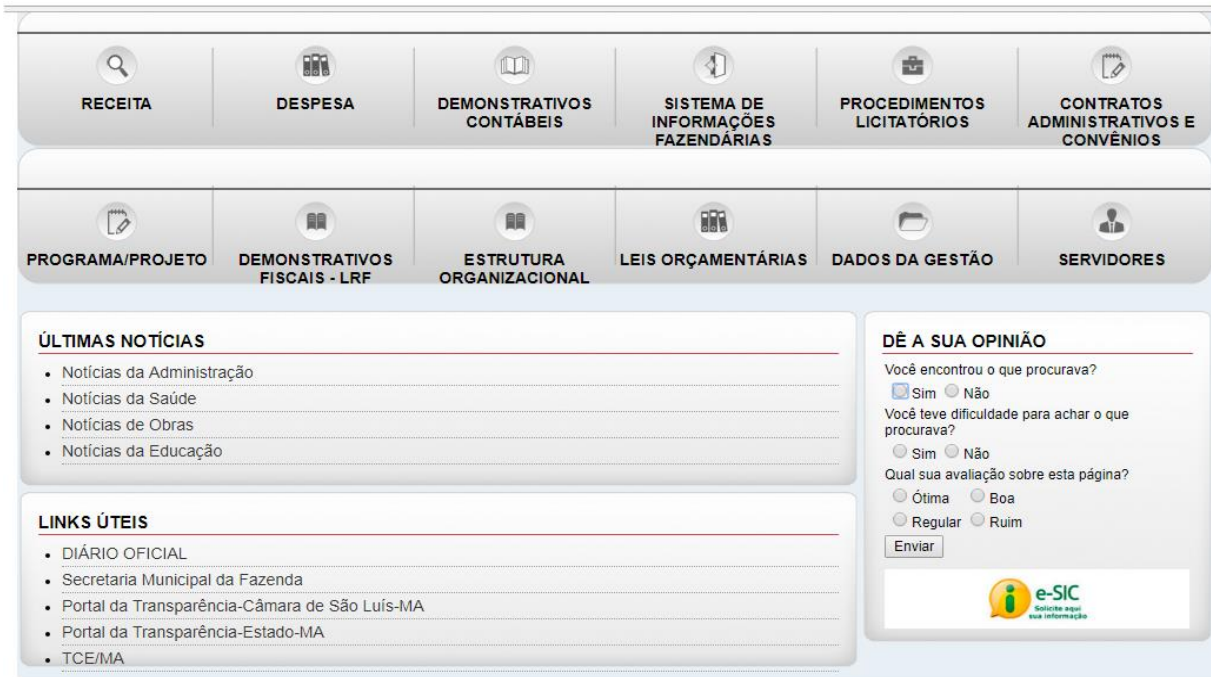 RECEITA
DESPESA
DEMONSTRATIVOS
CONTÁBEIS
SISTEMA DE
INFORMAÇÕES
FAZENDÁRIAS
PROCEDIMENTOS
LICITATÓRIOS
CONTRATOS
ADMINISTRATIVOS E
CONVÊNIOS
PROGRAMA/PROJETO
DEMONSTRATIVOS
FISCAIS - LRF
ESTRUTURA
ORGANIZACIONAL
LEIS ORÇAMENTÁRIAS
DADOS DA GESTÃO
SERVIDORES
ÚLTIMAS NOTÍCIAS
Notícias da Administração
Notícias da Saúde
Notícias de Obras
Notícias da Educação
LINKS ÚTEIS
DIÁRIO OFICIAL
Secretaria Municipal da Fazenda
Portal da Transparência-Câmara de São Luís-MA
Portal da Transparência-Estado-MA
TCE/MA
DÊ A SUA OPINIÃO
Você encontrou o que procurava?
Sim Não
Você teve dificuldade para achar o que
procurava?
Sim Não
Qual sua avaliação sobre esta página?
Ótima Boa
Regular Ruim
Enviar
e-SIC
Solicite aqui
sua informação